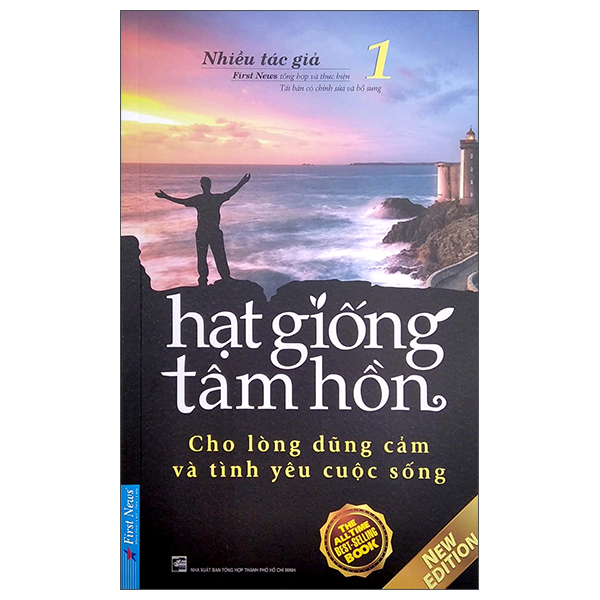 Nhiều tác giả
1
First News tổng hợp và thực hiện
Tái bản có chỉnh sửa và bổ sung
hạt giống
tâm hồn
Cho lòng dũng cảm
và tình yêu cuộc sống
THE
ALL TIME
BEST-SELLING
BOOK
NEW
EDITION
First News
NHÀ XUẤT BẢN TỔNG HỢP THÀNH PHỐ HỒ CHÍ MINH